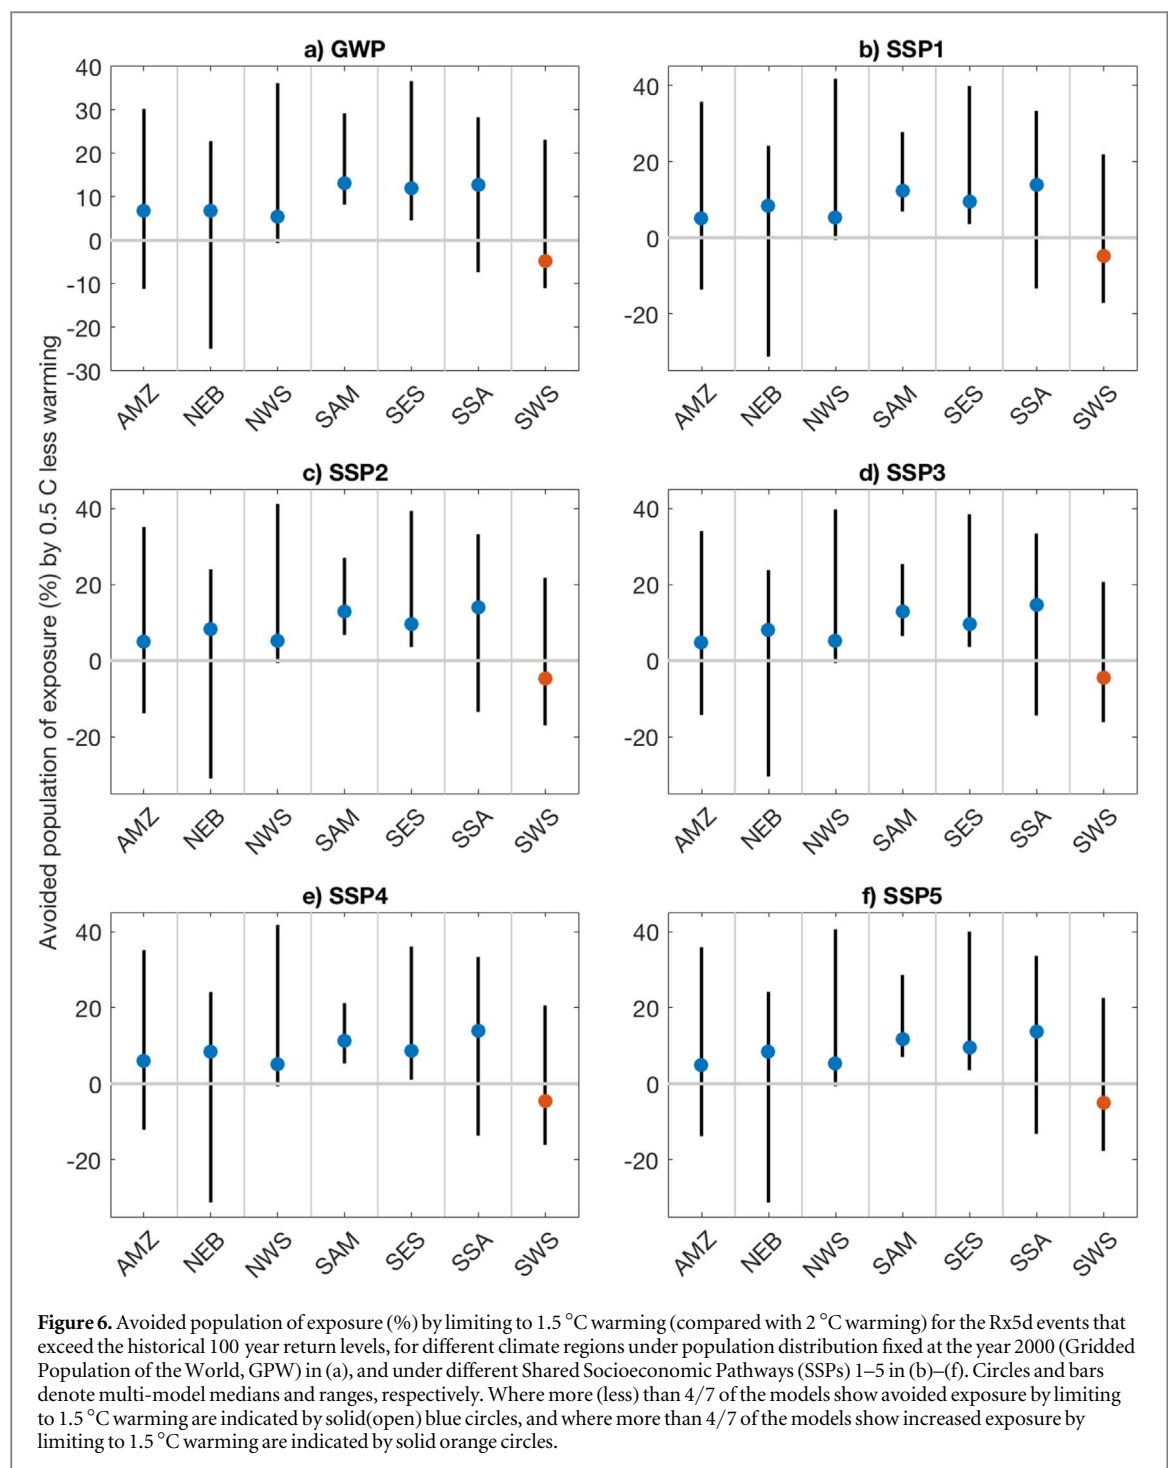 a) GWP
40
30
20
10
0
-10
-20
-30
AMZ
NEB
NWS
SAM
SES
SSA
SWS
b) SSP1
40
20
0
-20
AMZ
NEB
NWS
SAM
SES
SSA
SWS
Avoided population of exposure (%) by 0.5 C less warming
c) SSP2
40
20
0
-20
AMZ
NEB
NWS
SAM
SES
SSA
SWS
d) SSP3
40
20
0
-20
AMZ
NEB
NWS
SAM
SES
SSA
SWS
e) SSP4
40
20
0
-20
AMZ
NEB
NWS
SAM
SES
SSA
SWS
f) SSP5
40
20
0
-20
AMZ
NEB
NWS
SAM
SES
SSA
SWS
Figure 6. Avoided population of exposure (%) by limiting to 1.5 °C warming (compared with 2 °C warming) for the Rx5d events that
exceed the historical 100 year return levels, for different climate regions under population distribution fixed at the year 2000 (Gridded
Population of the World, GPW) in (a), and under different Shared Socioeconomic Pathways (SSPs) 1–5 in (b)–(f). Circles and bars
denote multi-model medians and ranges, respectively. Where more (less) than 4/7 of the models show avoided exposure by limiting
to 1.5 °C warming are indicated by solid(open) blue circles, and where more than 4/7 of the models show increased exposure by
limiting to 1.5 °C warming are indicated by solid orange circles.